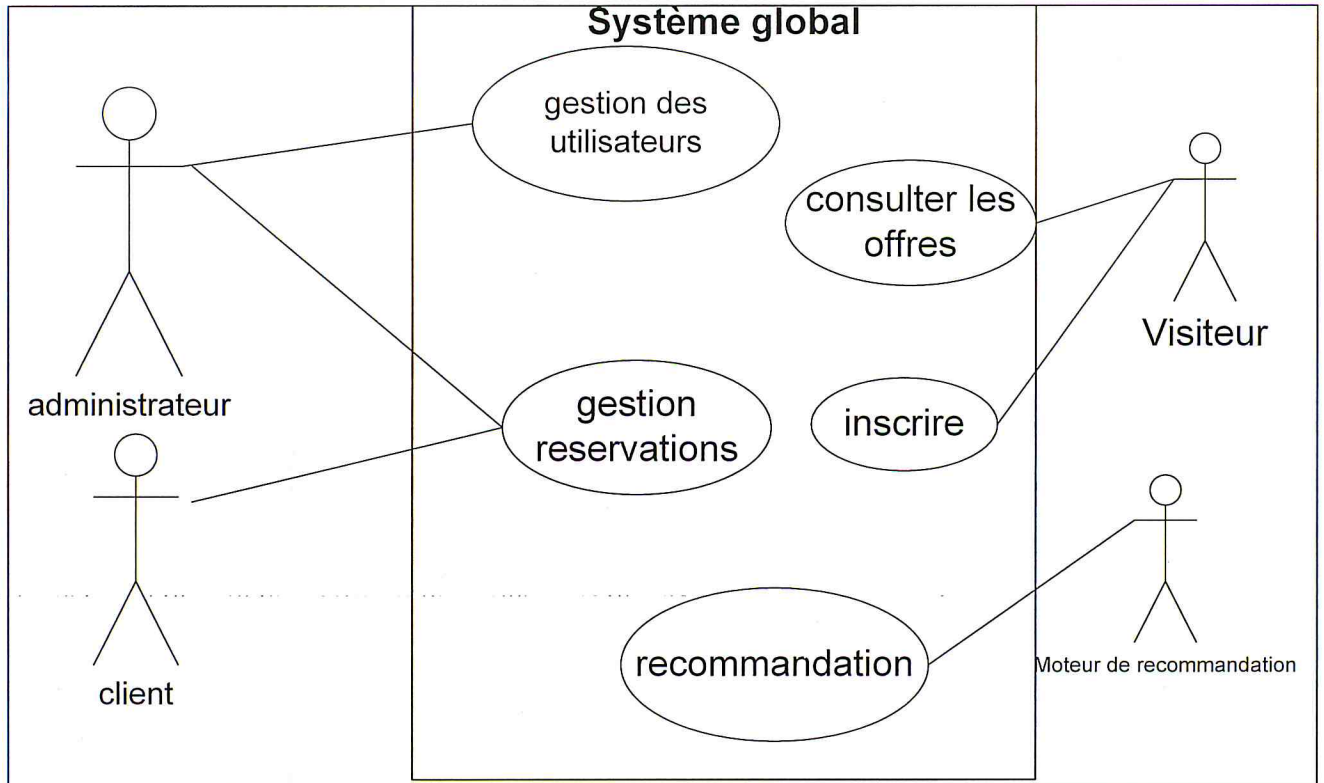 Système global
gestion des
utilisateurs
consulter les
offres
Visiteur
administrateur
gestion
reservations
inscrire
client
recommandation
Moteur de recommandation